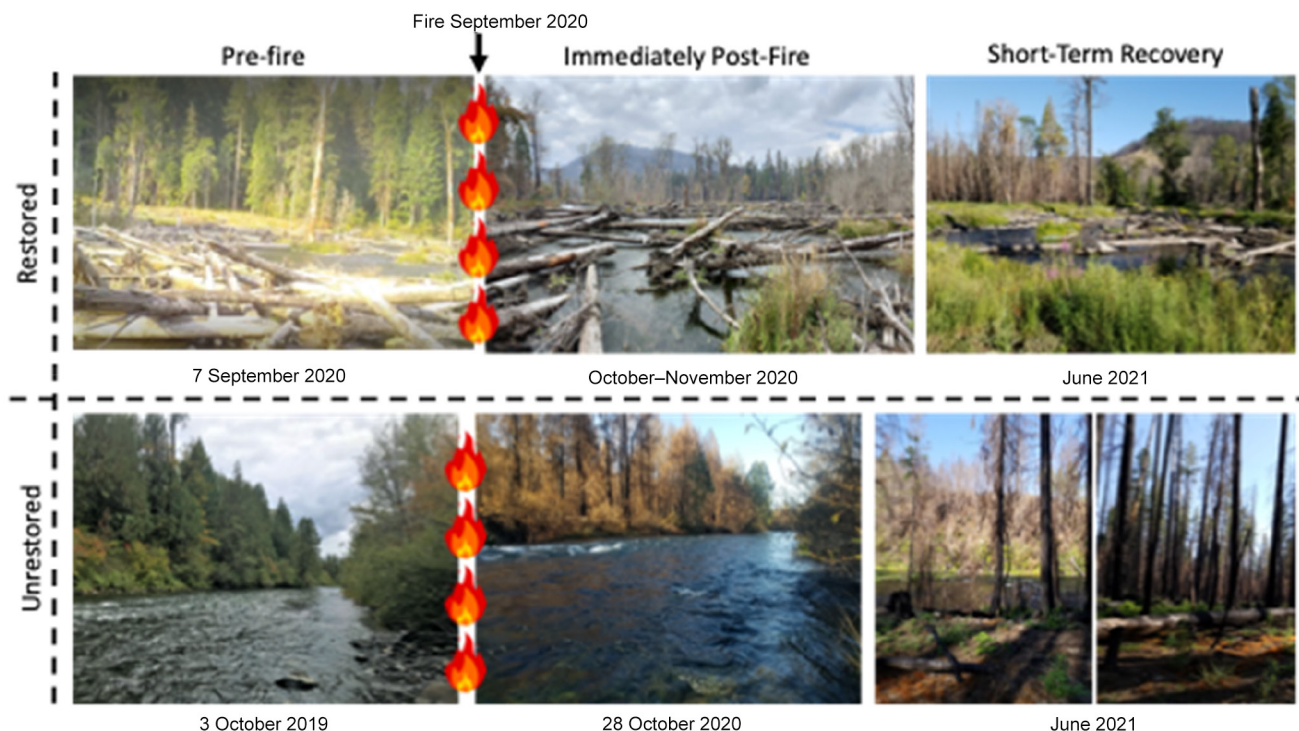 Fire September 2020
Pre-fire
Immediately Post-Fire
Short-Term Recovery
Restored
7 September 2020
October–November 2020
June 2021
Unrestored
3 October 2019
28 October 2020
June 2021